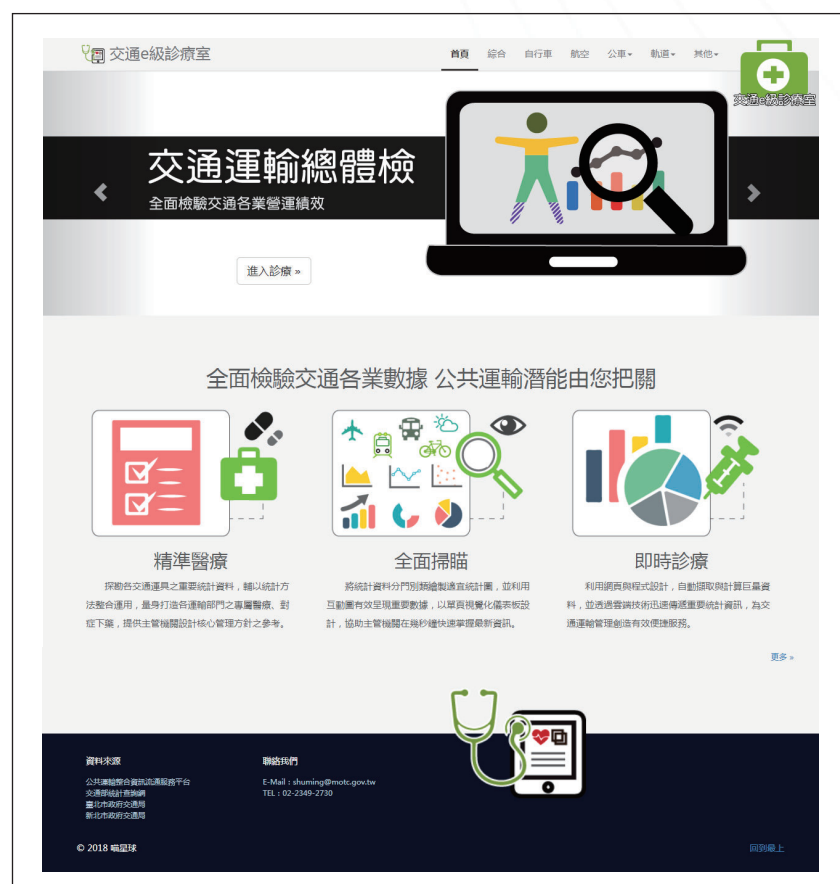 交通e級診療室
首頁 綜合 自行車 航空 公車 軌道 其他
交通e級診療室
交通運輸總體檢
全面檢驗交通各業營運績效
進入診療 »
全面檢驗交通各業數據 公共運輸潛能由您把關
精準醫療
探勘各交通運具之重要統計資料，輔以統計方
法整合運用，量身打造各運輸部門之專屬醫療、對
症下藥，提供主管機關設計核心管理方針之參考。
全面掃瞄
將統計資料分門別類繪製適宜統計圖，並利用
互動圖有效呈現重要數據，以單頁視覺化儀表板設
計，協助主管機關在幾秒鐘快速掌握最新資訊。
即時診療
利用網頁與程式設計，自動擷取與計算巨量資
料，並透過雲端技術迅速傳遞重要統計資訊，為交
通運輸管理創造有效便捷服務。
更多 »
資料來源
公共運輸整合資訊流通服務平台
交通部統計查詢網
臺北市政府交通局
新北市政府交通局
聯絡我們
E-Mail：shuming@motc.gov.tw
TEL：02-2349-2730
© 2018 喵星球
回到最上